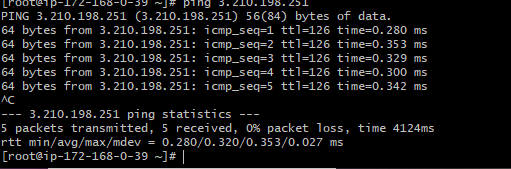 [root@ip-172-168-0-39 ~]# ping 3.210.198.251
PING 3.210.198.251 (3.210.198.251) 56(84) bytes of data.
64 bytes from 3.210.198.251: icmp_seq=1 ttl=126 time=0.280 ms
64 bytes from 3.210.198.251: icmp_seq=2 ttl=126 time=0.353 ms
64 bytes from 3.210.198.251: icmp_seq=3 ttl=126 time=0.329 ms
64 bytes from 3.210.198.251: icmp_seq=4 ttl=126 time=0.300 ms
64 bytes from 3.210.198.251: icmp_seq=5 ttl=126 time=0.342 ms
^C
--- 3.210.198.251 ping statistics ---
5 packets transmitted, 5 received, 0% packet loss, time 4124ms
rtt min/avg/max/mdev = 0.280/0.320/0.353/0.027 ms
[root@ip-172-168-0-39 ~]#